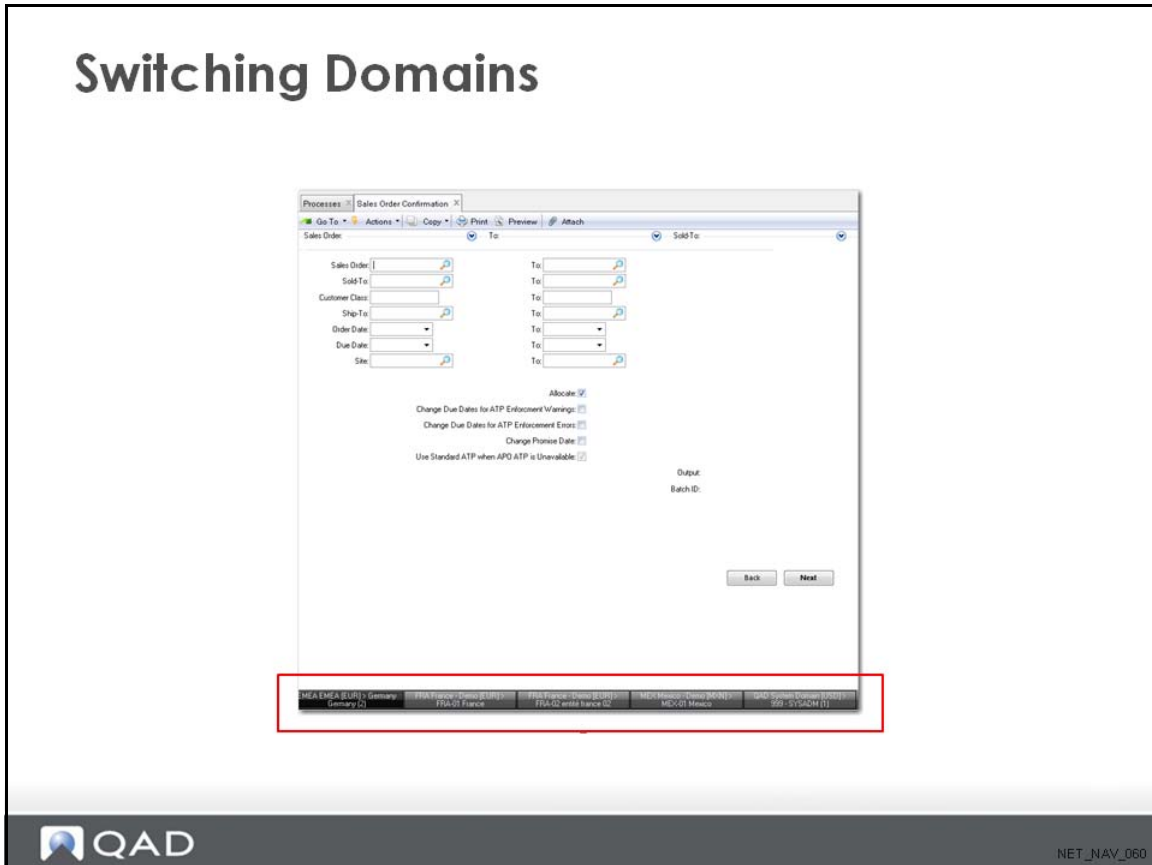 Switching Domains
Processes Sales Order Confirmation
Go To Actions Copy Print Preview Attach
Sales Order: To: Sold-To:
Sales Order: To:
Sold-To: To:
Customer Class: To:
Ship-To: To:
Order Date: To:
Due Date: To:
Site: To:
Allocate:
Change Due Dates for ATP Enforcment Warnings:
Change Due Dates for ATP Enforcement Errors:
Change Promise Date:
Use Standard ATP when APO ATP is Unavailable:
Output:
Batch ID:
Back Next
EMEA EMEA [EUR] > Germany FRA France - Demo [EUR] > FRA France - Demo [EUR] > MEX Mexico - Demo [MXN] > QAD System Domain [USD] >
Germany (2) FRA-01 France FRA-02 entité france 02 MEX-01 Mexico 999 - SYSADM (1)
QAD
NET_NAV_060